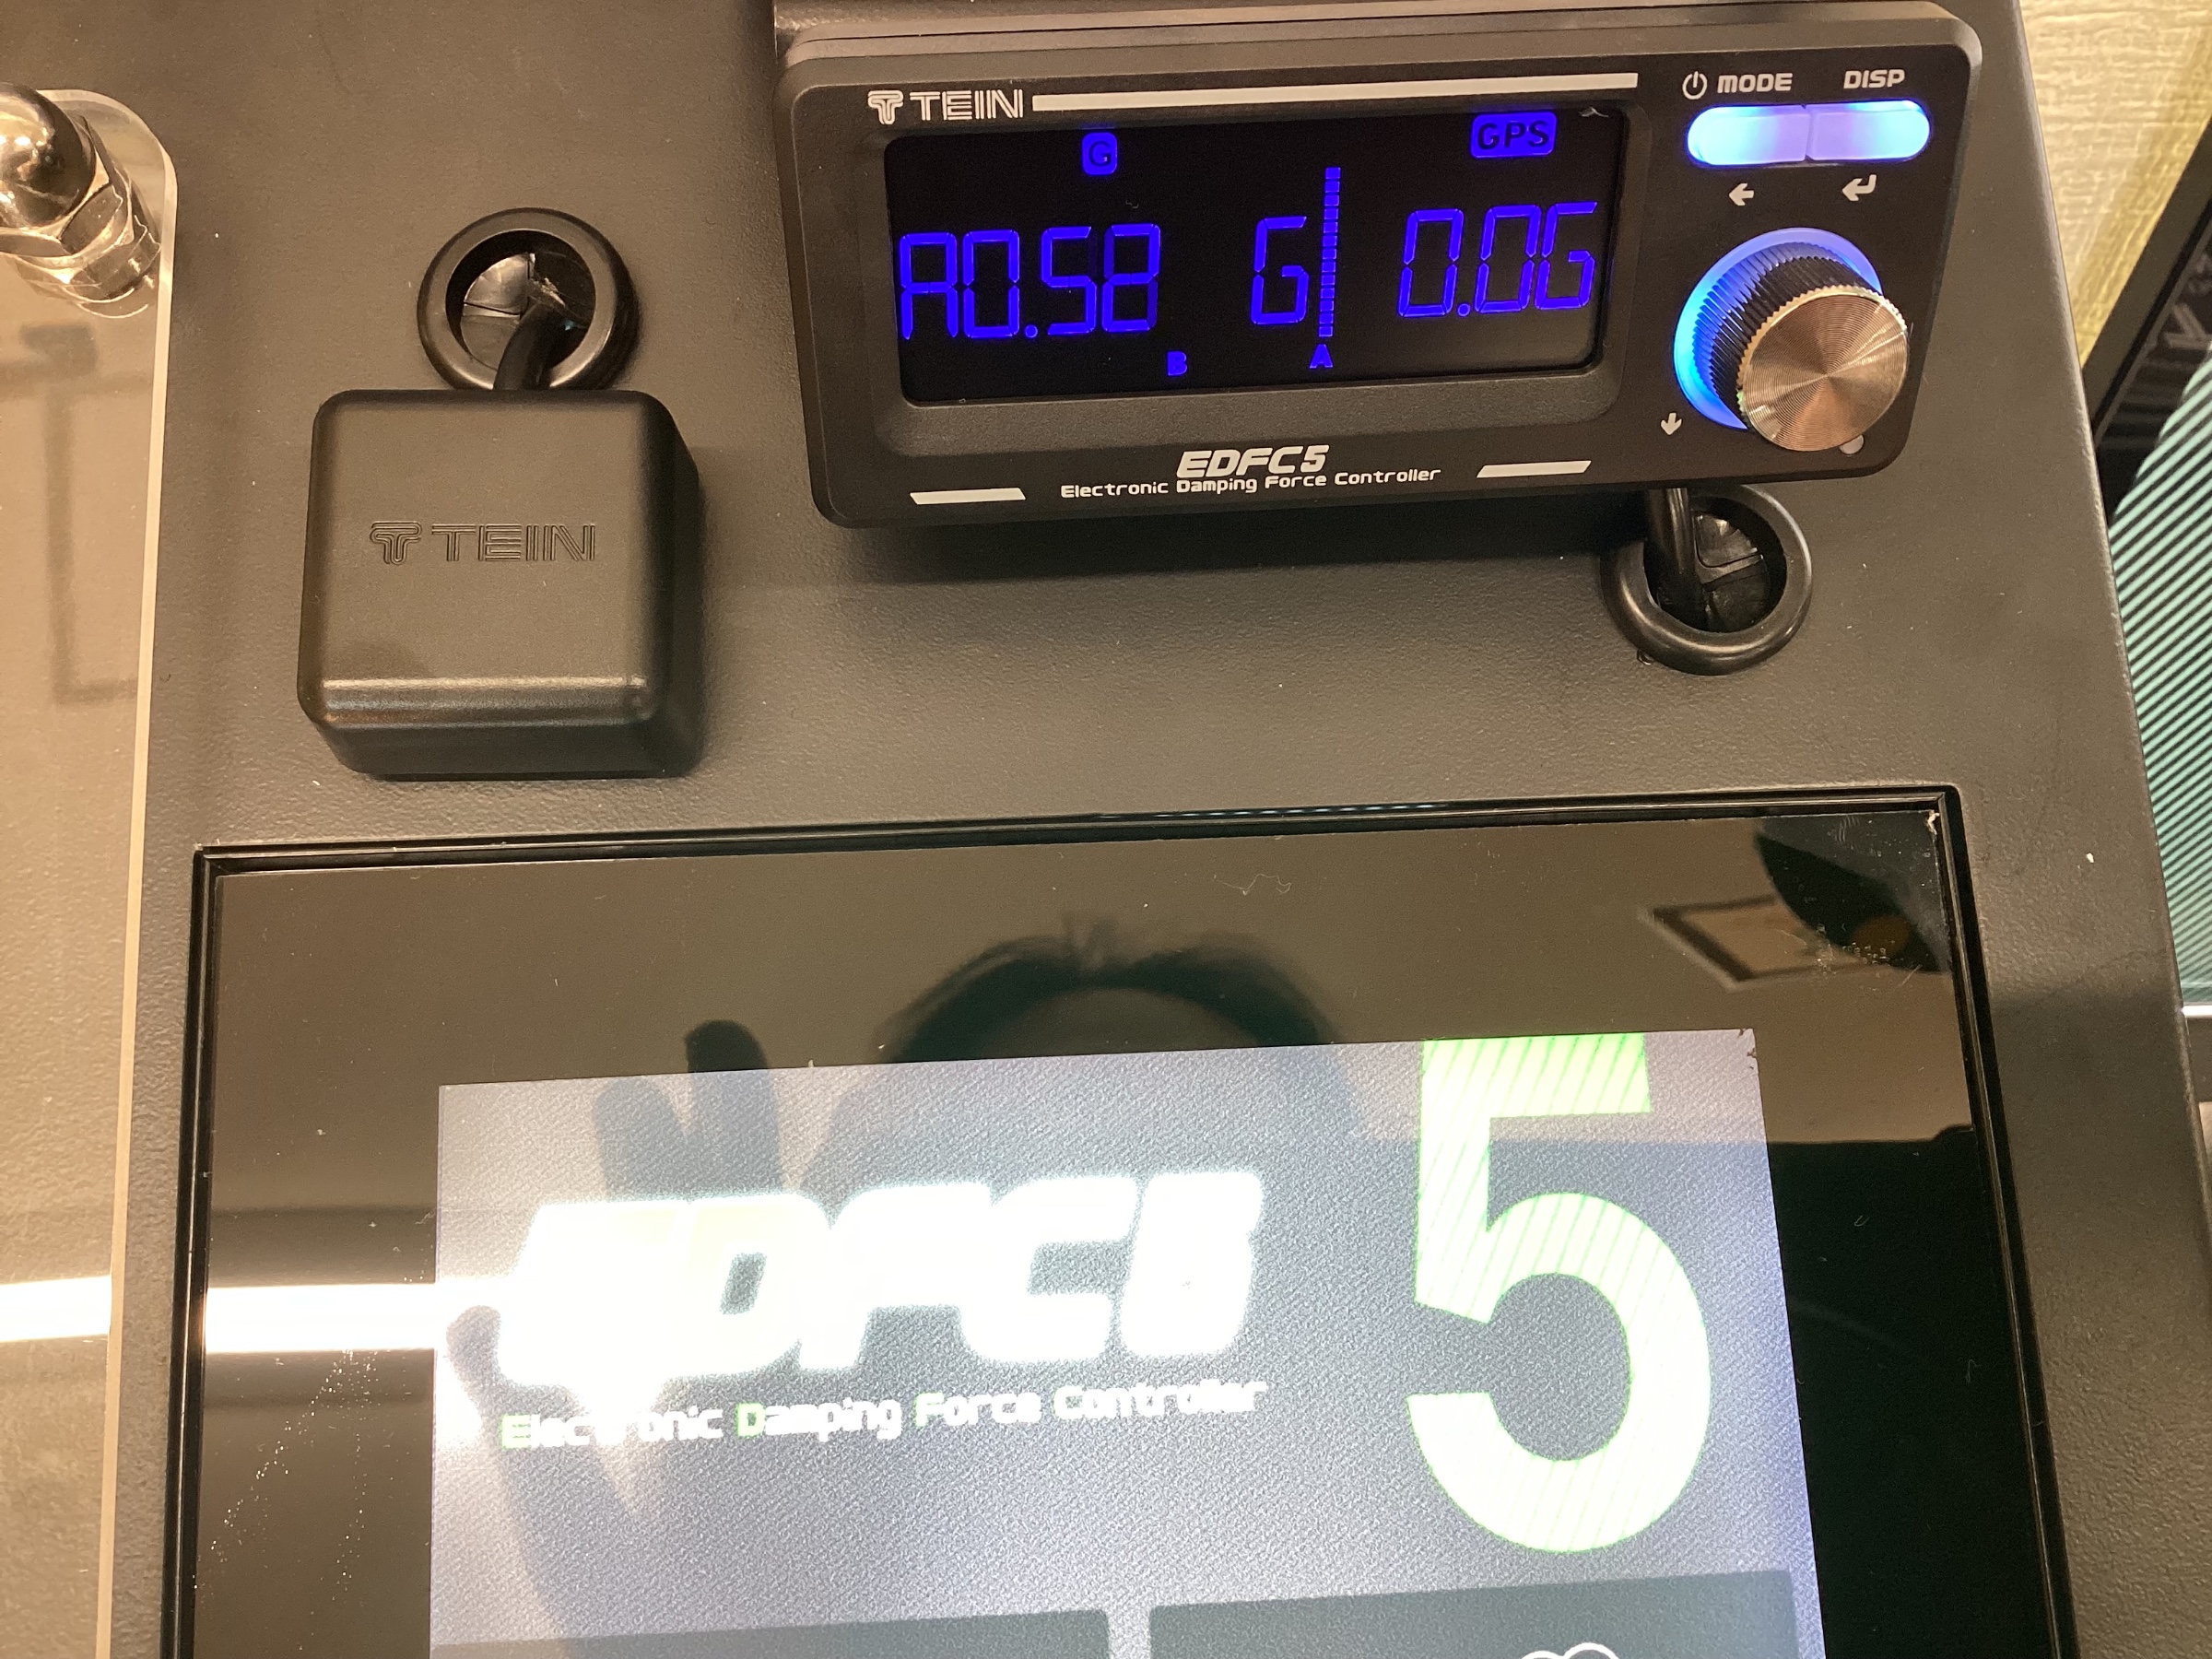 TEIN
MODE DISP
G GPS
A0.58 G 0.0G
B A
EDFC5
Electronic Damping Force Controller
TEIN
5
EDFC5
Electronic Damping Force Controller